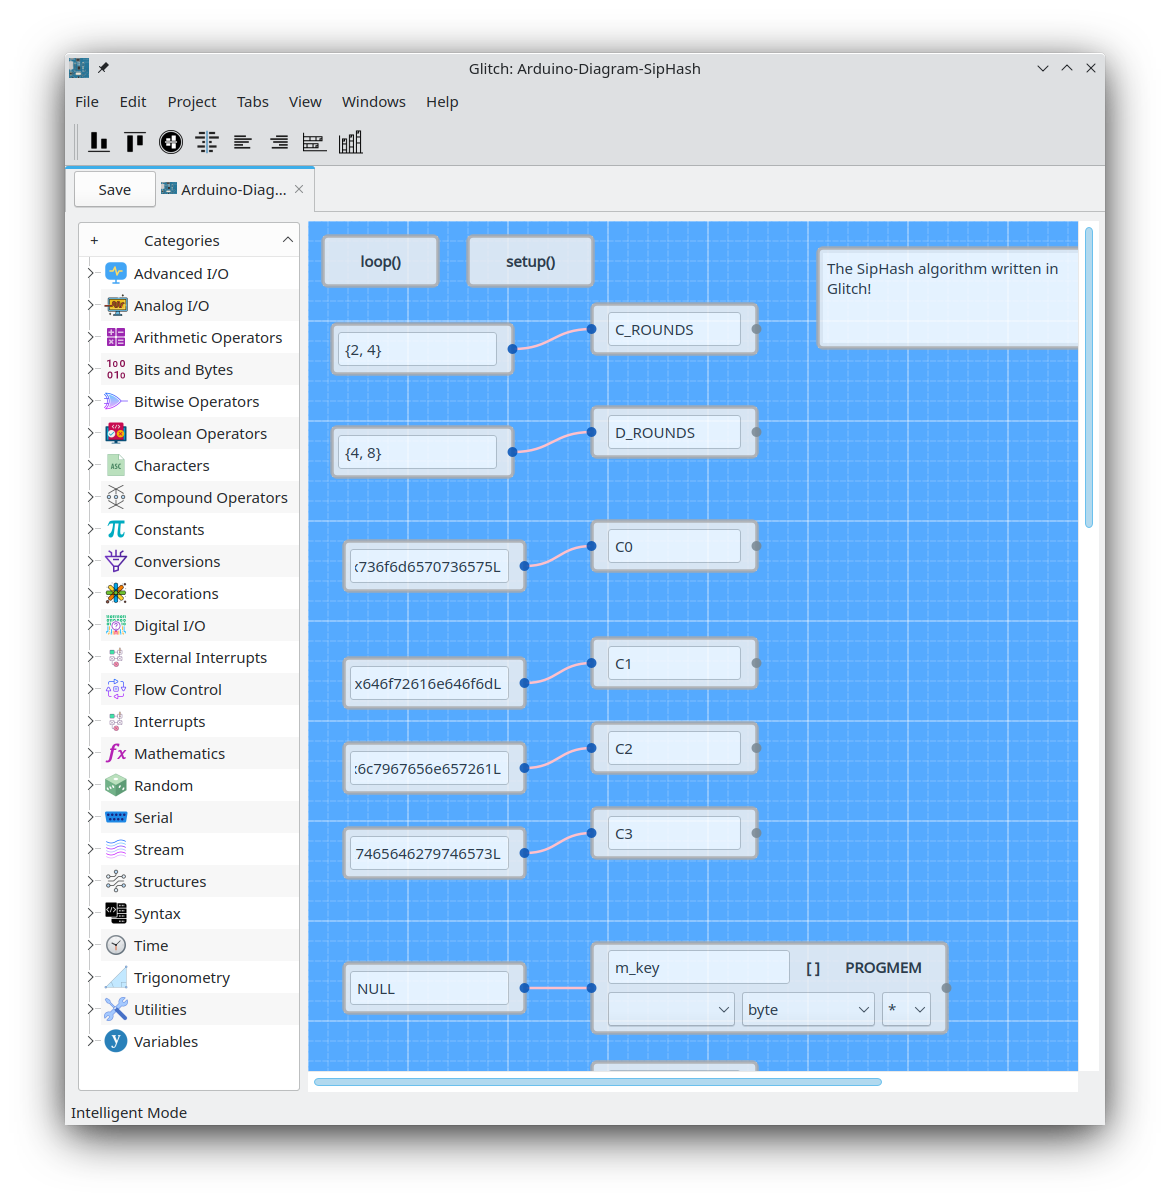 Glitch: Arduino-Diagram-SipHash
File Edit Project Tabs View Windows Help
Save Arduino-Diag...
+ Categories
Advanced I/O
Analog I/O
Arithmetic Operators
Bits and Bytes
Bitwise Operators
Boolean Operators
Characters
Compound Operators
Constants
Conversions
Decorations
Digital I/O
External Interrupts
Flow Control
Interrupts
Mathematics
Random
Serial
Stream
Structures
Syntax
Time
Trigonometry
Utilities
Variables
loop() setup()
The SipHash algorithm written in
Glitch!
{2, 4} C_ROUNDS
{4, 8} D_ROUNDS
x736f6d6570736575L C0
x646f72616e646f6dL C1
x6c7967656e657261L C2
7465646279746573L C3
NULL m_key [ ] PROGMEM
byte *
Intelligent Mode